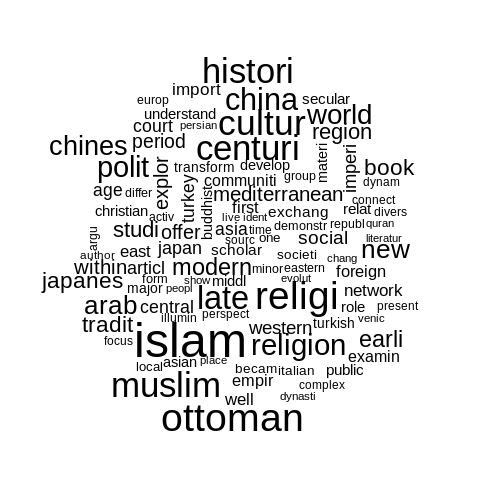 histori
import
europ
china
secular
understand
persian
cultur
world
court
region
chines
period
centuri
polit
explor
transform
develop
materi
imperi
book
communiti
group
dynam
age
differ
turkey
buddhist
mediterranean
connect
christian
activ
first
exchang
relat
divers
live
ident
studi
offer
asia
time
demonstr
republ
quran
argu
author
east
japan
sourc
one
social
literatur
new
scholar
societi
chang
within
articl
modern
minor
eastern
foreign
japanes
form
show
middl
evolut
major
peopl
late
religi
network
arab
central
role
present
tradit
illumin
perspect
western
turkish
venic
focus
islam
religion
earli
examin
local
asian
place
becam
italian
public
muslim
empir
complex
well
dynasti
ottoman